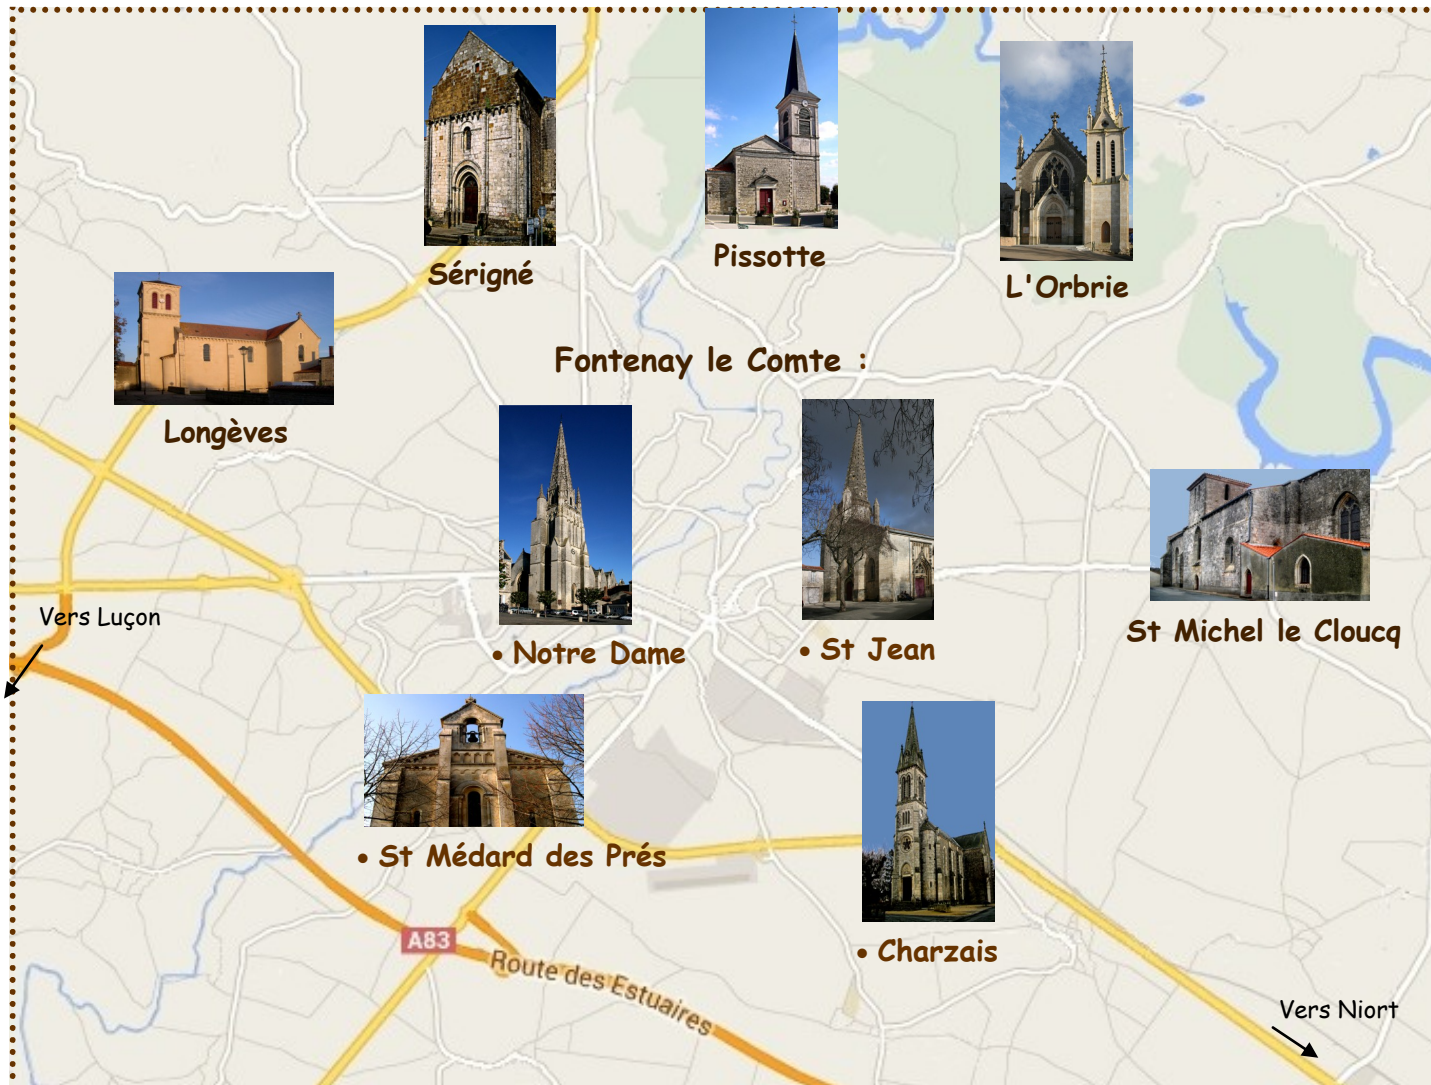 Sérigné
Pissotte
L'Orbrie
Longèves
Fontenay le Comte :
Vers Luçon
• Notre Dame
• St Jean
St Michel le Cloucq
• St Médard des Prés
• Charzais
A83
Route des Estuaires
Vers Niort